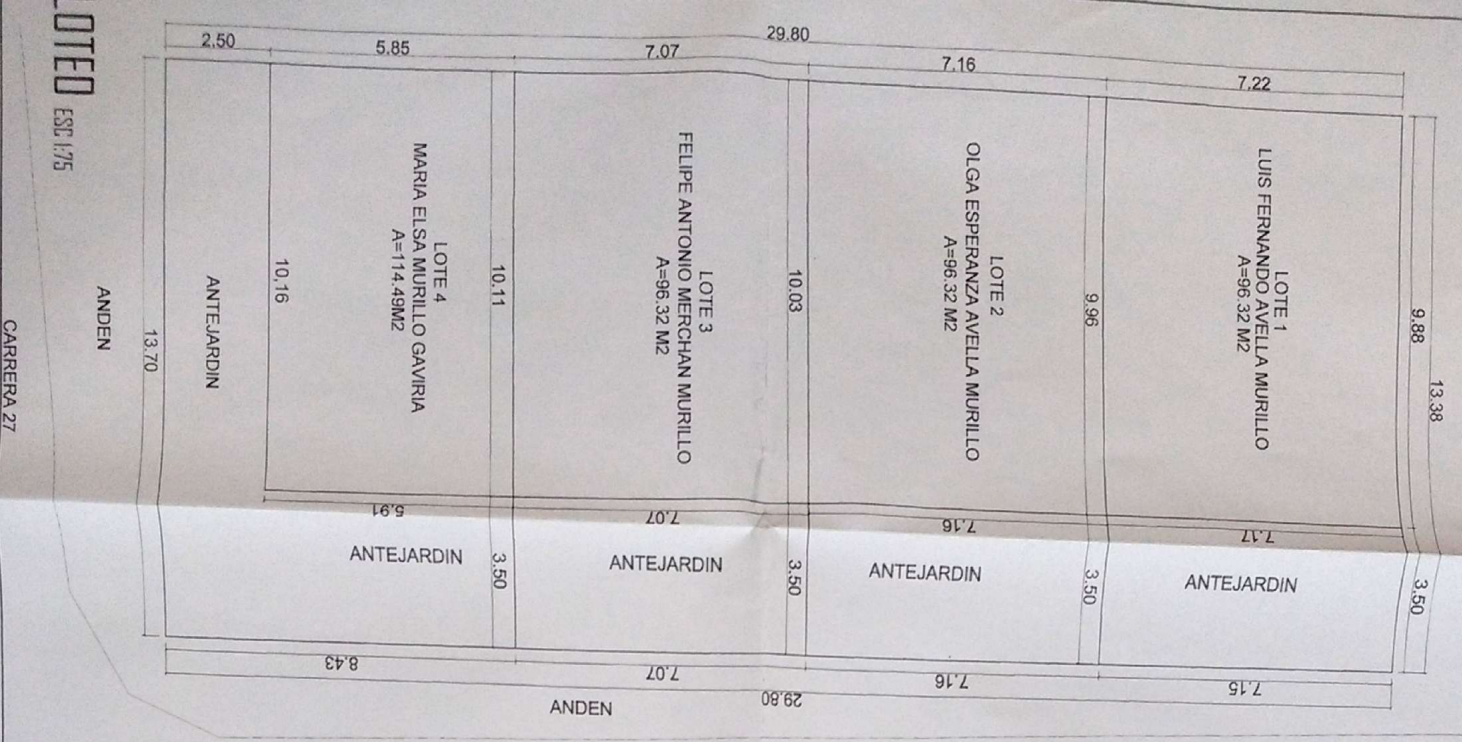 LOTEO ESC 1:75
29.80
2.50
5.85
7.07
7.16
7.22
LOTE 4
MARIA ELSA MURILLO GAVIRIA
A=114.49M2
LOTE 3
FELIPE ANTONIO MERCHAN MURILLO
A=96.32 M2
LOTE 2
OLGA ESPERANZA AVELLA MURILLO
A=96.32 M2
LOTE 1
LUIS FERNANDO AVELLA MURILLO
A=96.32 M2
CARRERA 27
ANDEN
13.70
ANTEJARDIN
10,16
10.11
10.03
9.96
9.88
13.38
5.91
7.07
7.16
7.17
ANTEJARDIN
3.50
ANTEJARDIN
3.50
ANTEJARDIN
3.50
ANTEJARDIN
3.50
8.43
7.07
7.16
7.15
29.80
ANDEN